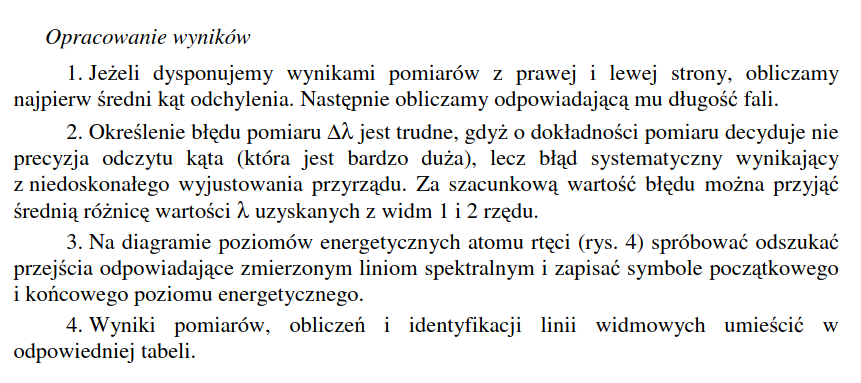 Opracowanie wyników
1. Jeżeli dysponujemy wynikami pomiarów z prawej i lewej strony, obliczamy
najpierw średni kąt odchylenia. Następnie obliczamy odpowiadającą mu długość fali.
2. Określenie błędu pomiaru Δλ jest trudne, gdyż o dokładności pomiaru decyduje nie
precyzja odczytu kąta (która jest bardzo duża), lecz błąd systematyczny wynikający
z niedoskonałego wyjustowania przyrządu. Za szacunkową wartość błędu można przyjąć
średnią różnicę wartości λ uzyskanych z widm 1 i 2 rzędu.
3. Na diagramie poziomów energetycznych atomu rtęci (rys. 4) spróbować odszukać
przejścia odpowiadające zmierzonym liniom spektralnym i zapisać symbole początkowego
i końcowego poziomu energetycznego.
4. Wyniki pomiarów, obliczeń i identyfikacji linii widmowych umieścić w
odpowiedniej tabeli.